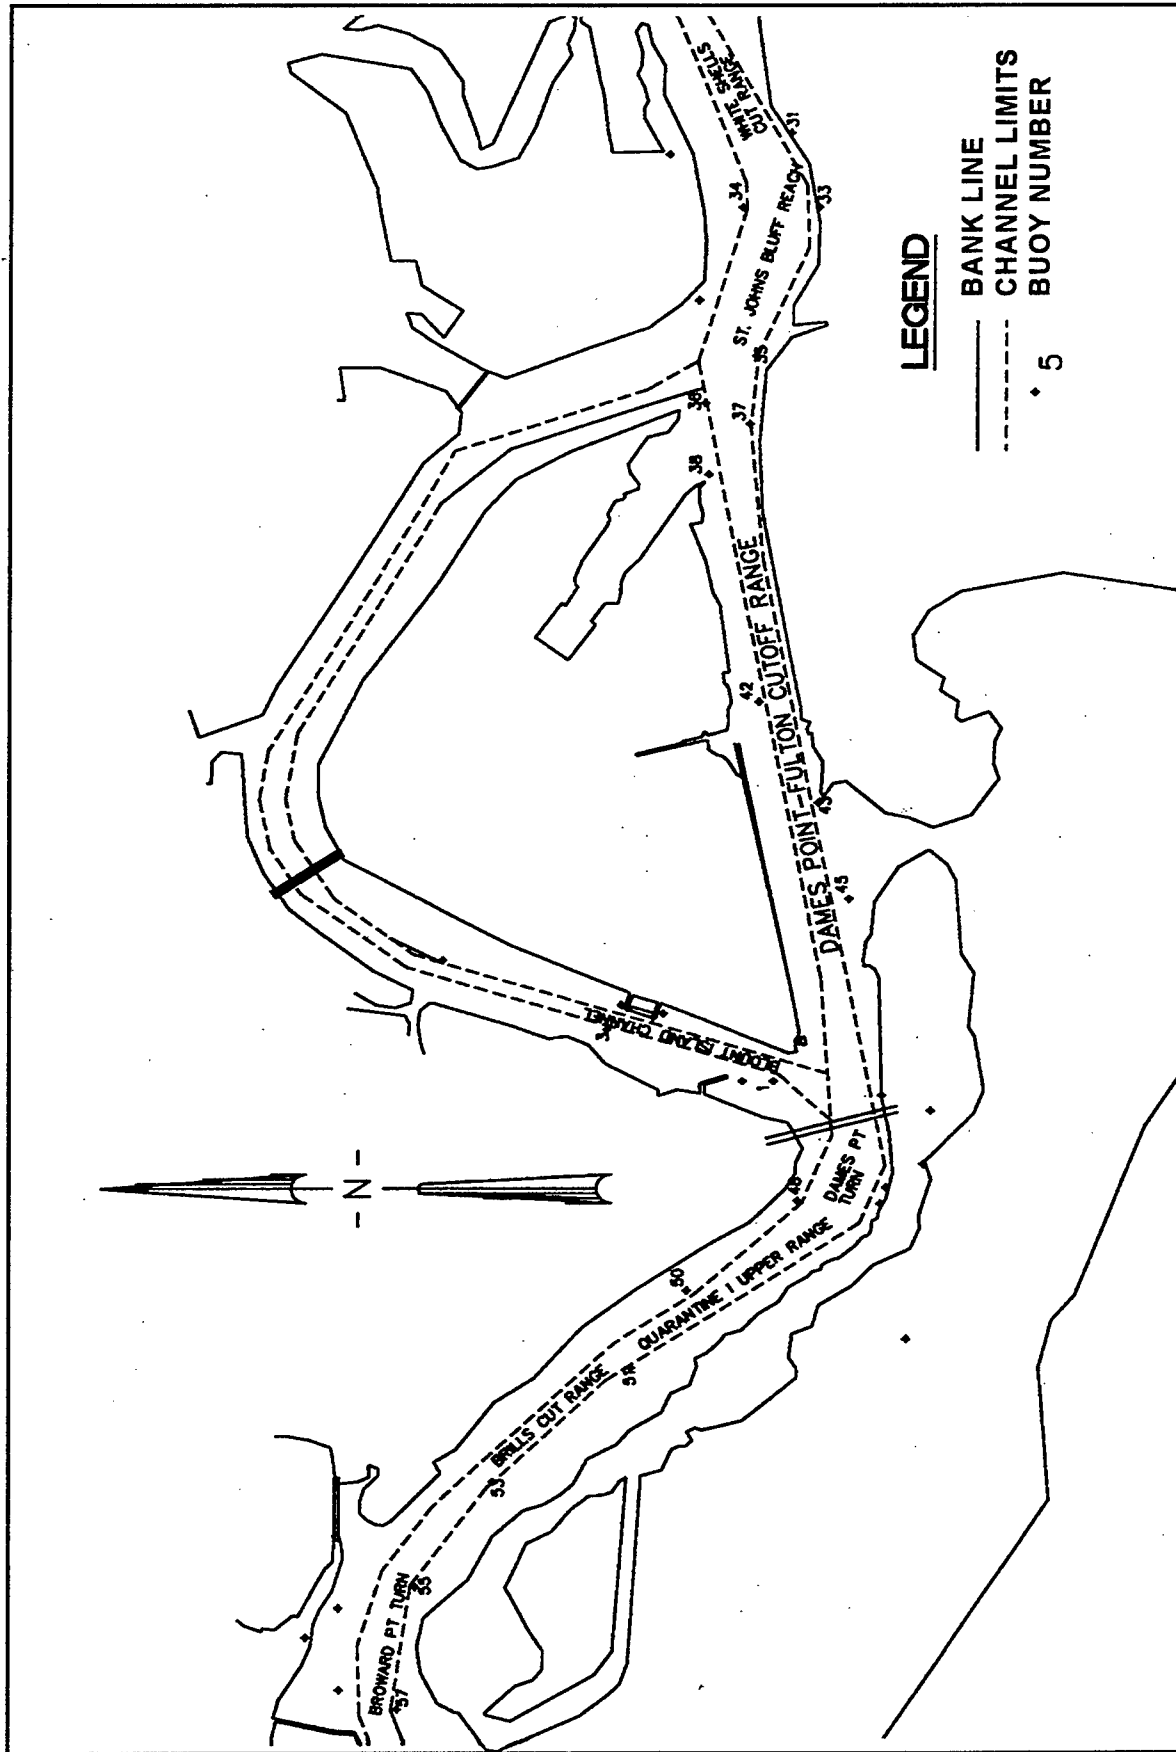 WHITE SHELLS
CUT RANGE
31
33
34
ST. JOHNS BLUFF REACH
35
36
37
38
42
DAMES POINT-FULTON CUTOFF RANGE
43
45
BLOUNT ISLAND CHANNEL
-N-
DAMES PT
TURN
48
QUARANTINE I UPPER RANGE
50
51
BRILLS CUT RANGE
53
55
BROWARD PT TURN
57
LEGEND
BANK LINE
CHANNEL LIMITS
5 BUOY NUMBER